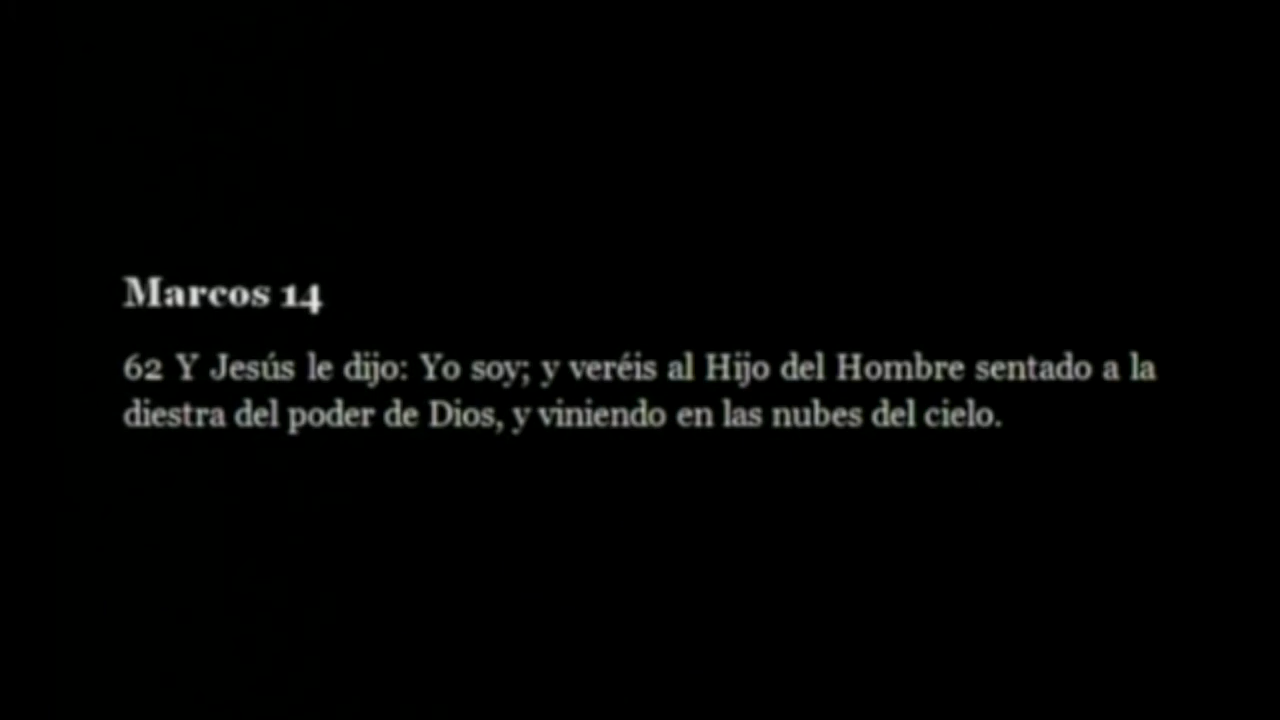 Marcos 14
62 Y Jesús le dijo: Yo soy; y veréis al Hijo del Hombre sentado a la
diestra del poder de Dios, y viniendo en las nubes del cielo.